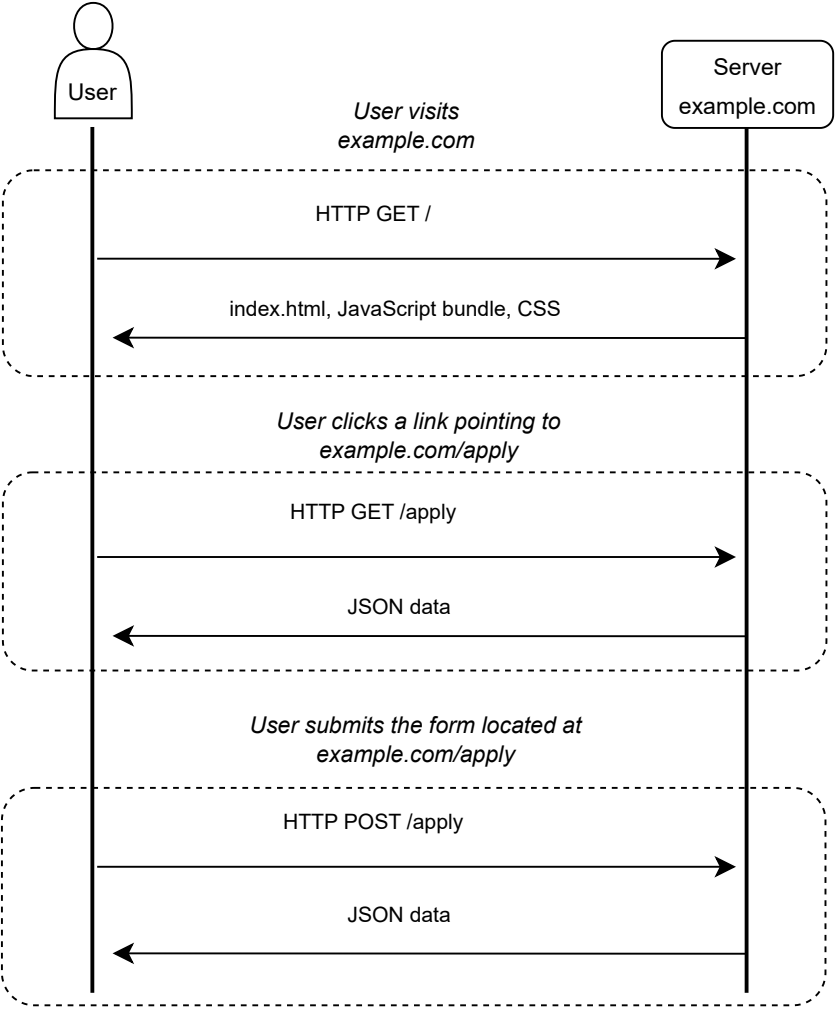 User
Server
example.com
User visits
example.com
HTTP GET /
index.html, JavaScript bundle, CSS
User clicks a link pointing to
example.com/apply
HTTP GET /apply
JSON data
User submits the form located at
example.com/apply
HTTP POST /apply
JSON data